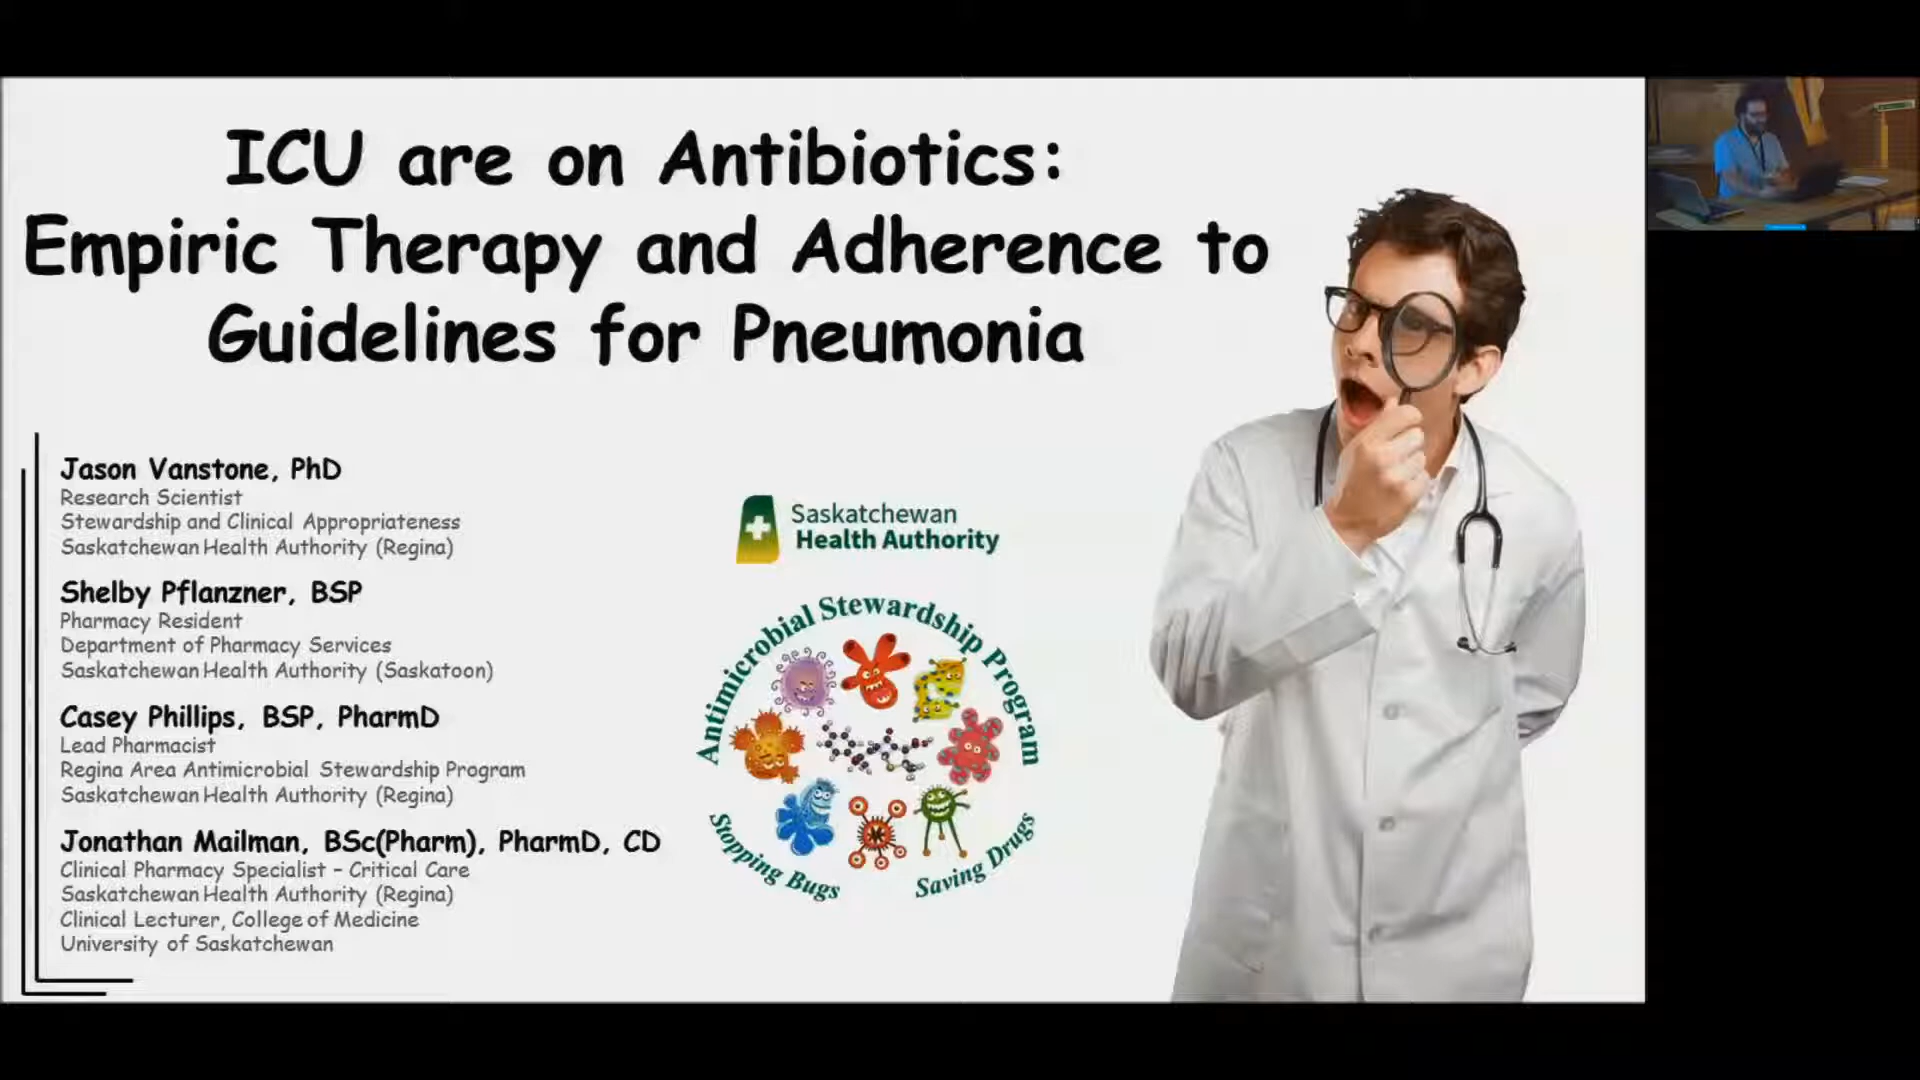 ICU are on Antibiotics:
Empiric Therapy and Adherence to
Guidelines for Pneumonia
Jason Vanstone, PhD
Research Scientist
Stewardship and Clinical Appropriateness
Saskatchewan Health Authority (Regina)
Shelby Pflanzner, BSP
Pharmacy Resident
Department of Pharmacy Services
Saskatchewan Health Authority (Saskatoon)
Casey Phillips, BSP, PharmD
Lead Pharmacist
Regina Area Antimicrobial Stewardship Program
Saskatchewan Health Authority (Regina)
Jonathan Mailman, BSc(Pharm), PharmD, CD
Clinical Pharmacy Specialist – Critical Care
Saskatchewan Health Authority (Regina)
Clinical Lecturer, College of Medicine
University of Saskatchewan
Saskatchewan
Health Authority
Antimicrobial Stewardship Program
Stopping Bugs
Saving Drugs